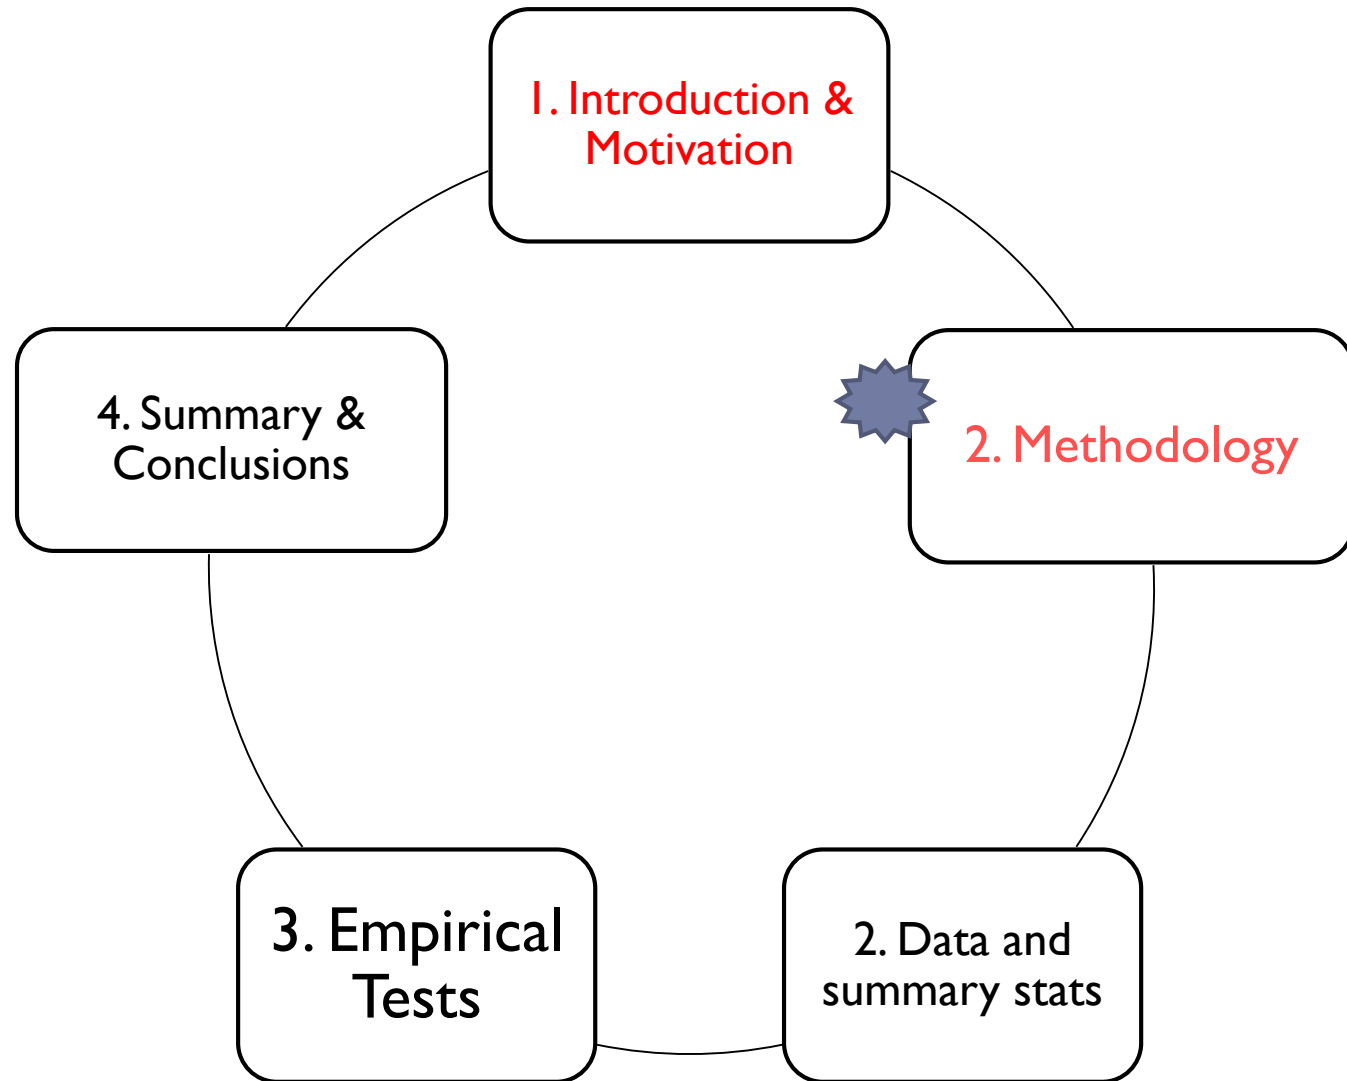 1. Introduction &
Motivation
2. Methodology
2. Data and
summary stats
3. Empirical
Tests
4. Summary &
Conclusions